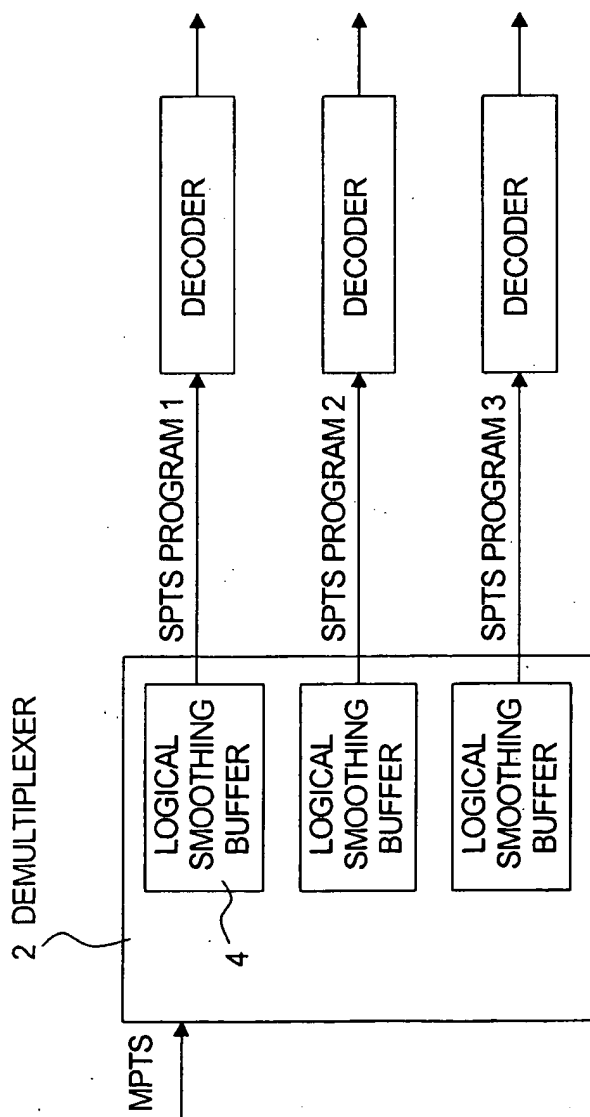 2 DEMULTIPLEXER
MPTS
LOGICAL
SMOOTHING
BUFFER
4
SPTS PROGRAM 1
DECODER
LOGICAL
SMOOTHING
BUFFER
SPTS PROGRAM 2
DECODER
LOGICAL
SMOOTHING
BUFFER
SPTS PROGRAM 3
DECODER